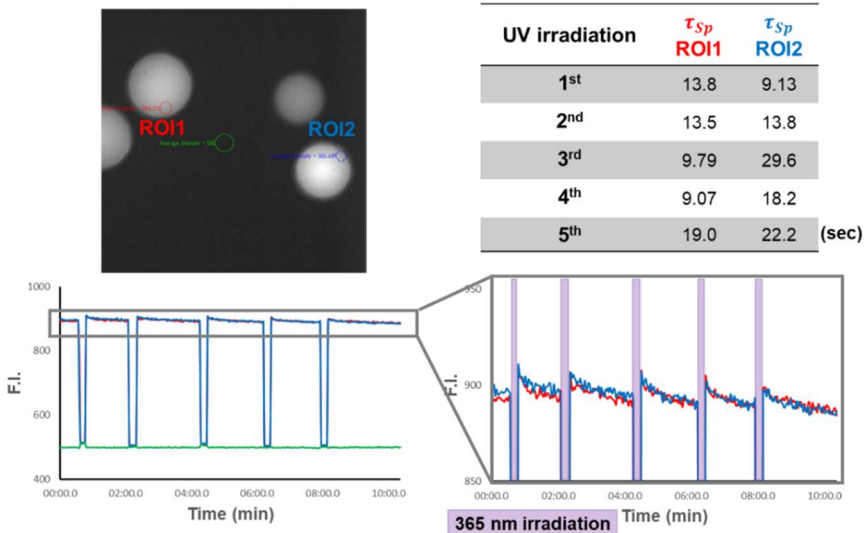 ROI1
ROI2
UV irradiation
τSp
ROI1
τSp
ROI2
1st 13.8 9.13
2nd 13.5 13.8
3rd 9.79 29.6
4th 9.07 18.2
5th 19.0 22.2 (sec)
1000
800
600
400
F.I.
00:00.0 02:00.0 04:00.0 06:00.0 08:00.0 10:00.0
Time (min)
950
900
850
F.I.
00:00.0 02:00.0 04:00.0 06:00.0 08:00.0 10:00.0
Time (min)
365 nm irradiation